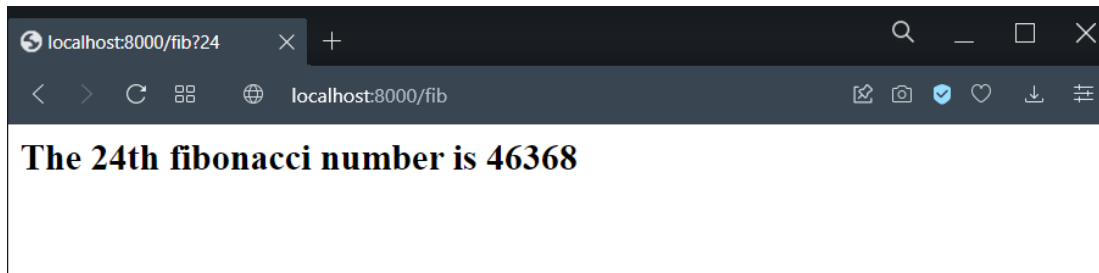 localhost:8000/fib?24
localhost:8000/fib
The 24th fibonacci number is 46368